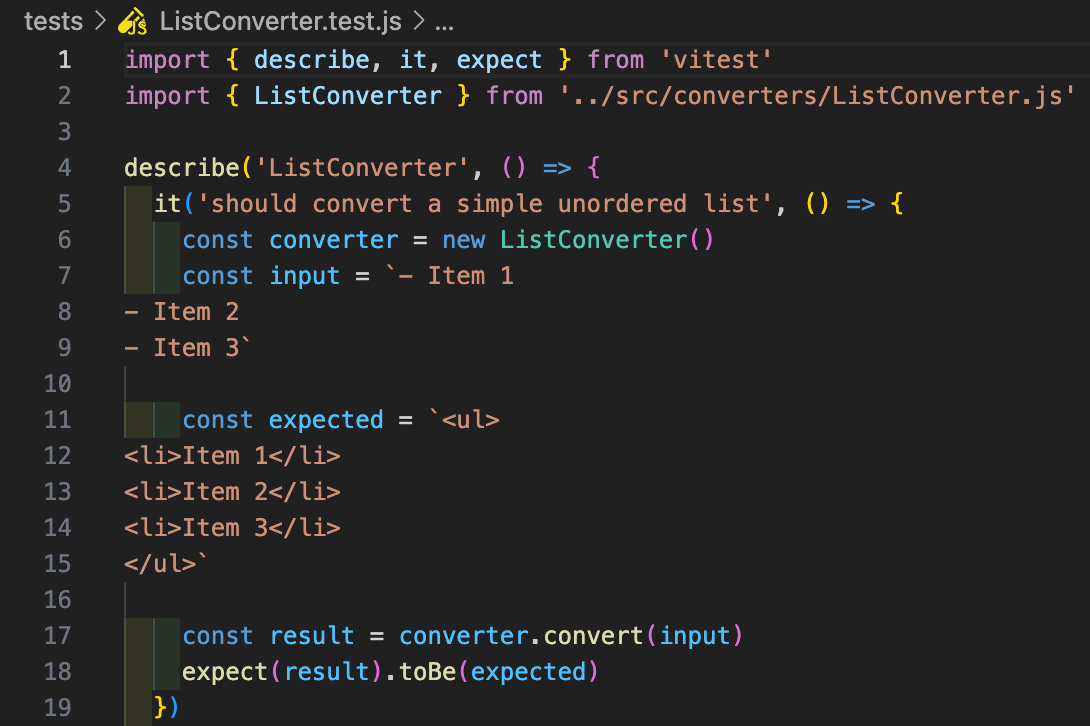 tests > ListConverter.test.js > ...
1 import { describe, it, expect } from 'vitest'
2 import { ListConverter } from '../src/converters/ListConverter.js'
3
4 describe('ListConverter', () => {
5   it('should convert a simple unordered list', () => {
6     const converter = new ListConverter()
7     const input = `- Item 1
8 - Item 2
9 - Item 3`
10
11     const expected = `<ul>
12 <li>Item 1</li>
13 <li>Item 2</li>
14 <li>Item 3</li>
15 </ul>`
16
17     const result = converter.convert(input)
18     expect(result).toBe(expected)
19   })